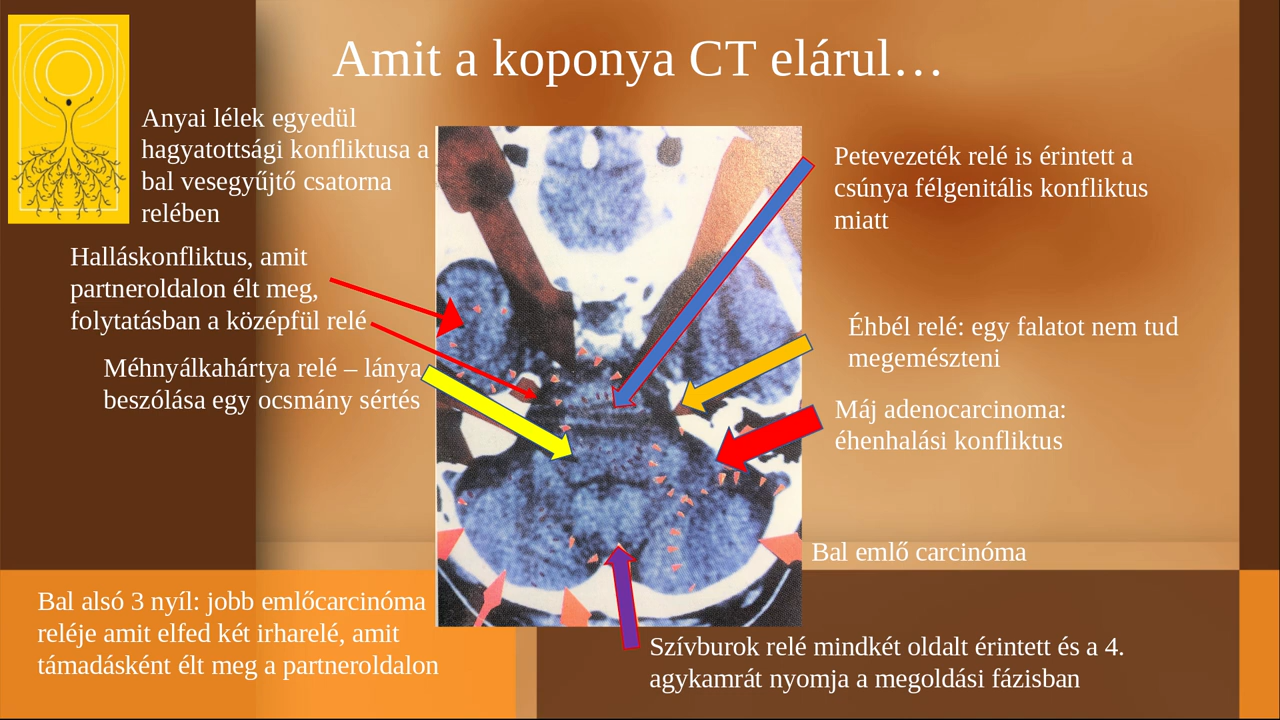 Amit a koponya CT elárul…
Anyai lélek egyedül
hagyatottsági konfliktusa a
bal vesegyűjtő csatorna
relében
Halláskonfliktus, amit
partneroldalon élt meg,
folytatásban a középfül relé
Méhnyálkahártya relé – lánya
beszólása egy ocsmány sértés
Petevezeték relé is érintett a
csúnya félgenitális konfliktus
miatt
Éhbél relé: egy falatot nem tud
megemészteni
Máj adenocarcinoma:
éhenhalási konfliktus
Bal emlő carcinóma
Bal alsó 3 nyíl: jobb emlőcarcinóma
reléje amit elfed két irharelé, amit
támadásként élt meg a partneroldalon
Szívburok relé mindkét oldalt érintett és a 4.
agykamrát nyomja a megoldási fázisban